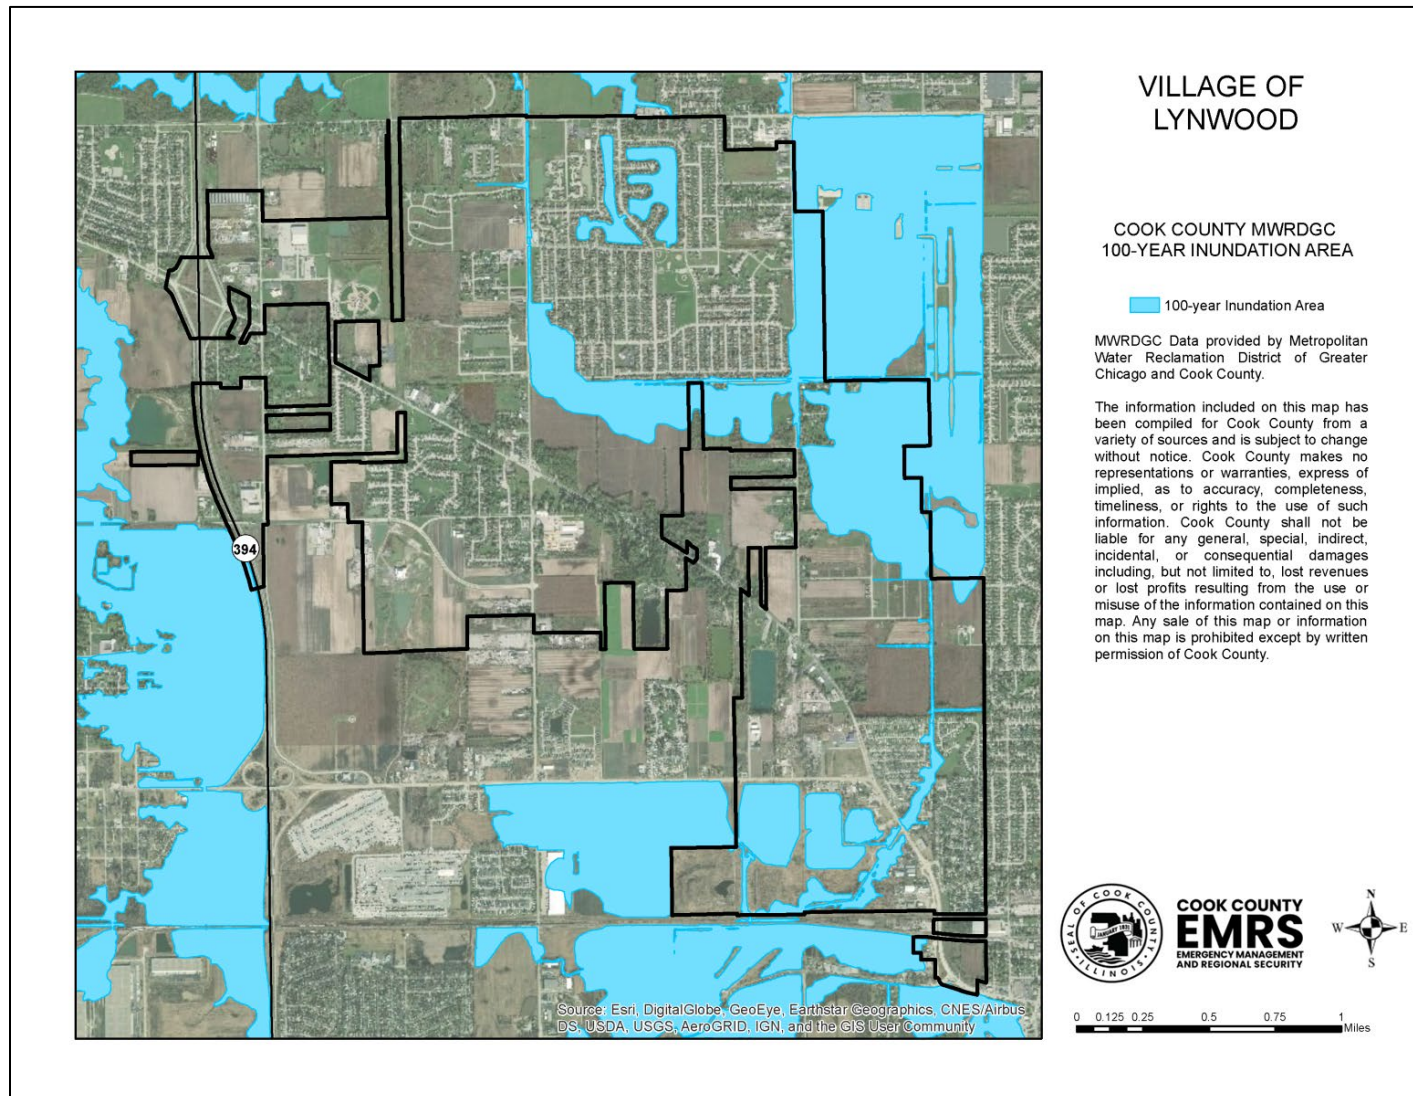 VILLAGE OF
LYNWOOD
COOK COUNTY MWRDGC
100-YEAR INUNDATION AREA
100-year Inundation Area
MWRDGC Data provided by Metropolitan
Water Reclamation District of Greater
Chicago and Cook County.
The information included on this map has
been compiled for Cook County from a
variety of sources and is subject to change
without notice. Cook County makes no
representations or warranties, express of
implied, as to accuracy, completeness,
timeliness, or rights to the use of such
information. Cook County shall not be
liable for any general, special, indirect,
incidental, or consequential damages
including, but not limited to, lost revenues
or lost profits resulting from the use or
misuse of the information contained on this
map. Any sale of this map or information
on this map is prohibited except by written
permission of Cook County.
394
SEAL OF COOK COUNTY
JANUARY 1831
ILLINOIS
COOK COUNTY
EMRS
EMERGENCY MANAGEMENT
AND REGIONAL SECURITY
N
W E
S
Source: Esri, DigitalGlobe, GeoEye, Earthstar Geographics, CNES/Airbus
DS, USDA, USGS, AeroGRID, IGN, and the GIS User Community
0 0.125 0.25 0.5 0.75 1
Miles